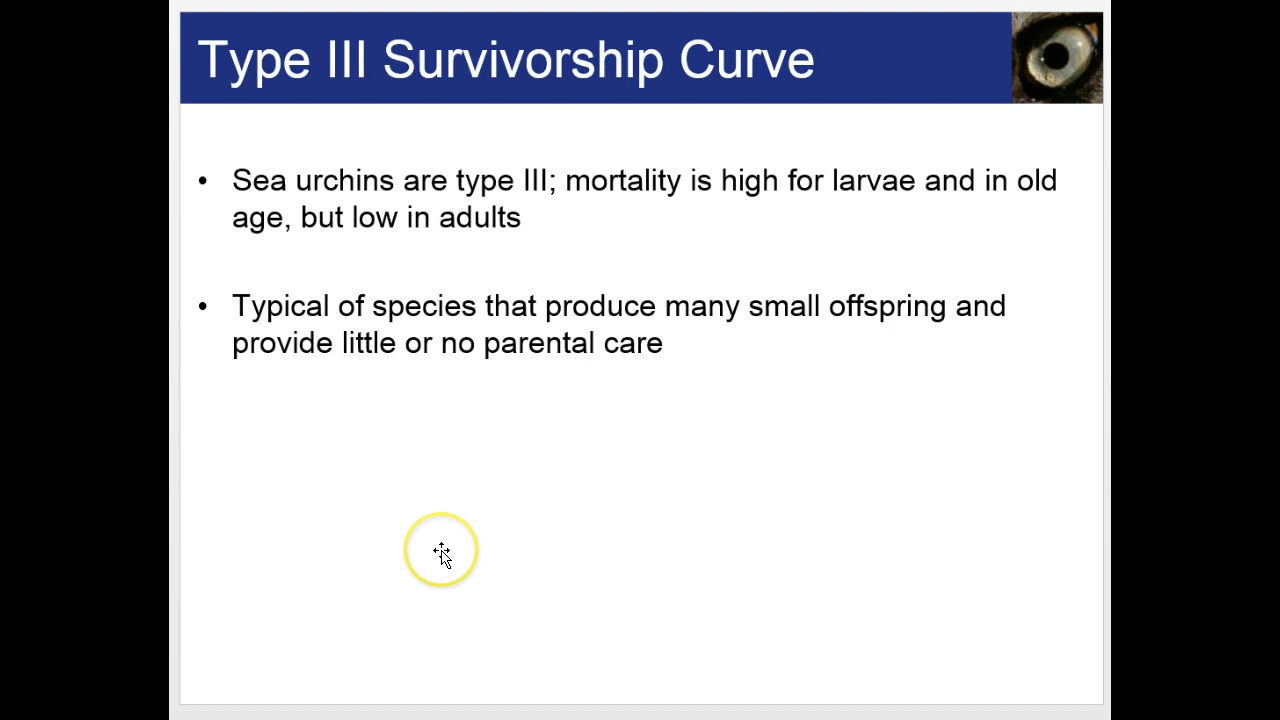 Type III Survivorship Curve
• Sea urchins are type III; mortality is high for larvae and in old
age, but low in adults
• Typical of species that produce many small offspring and
provide little or no parental care